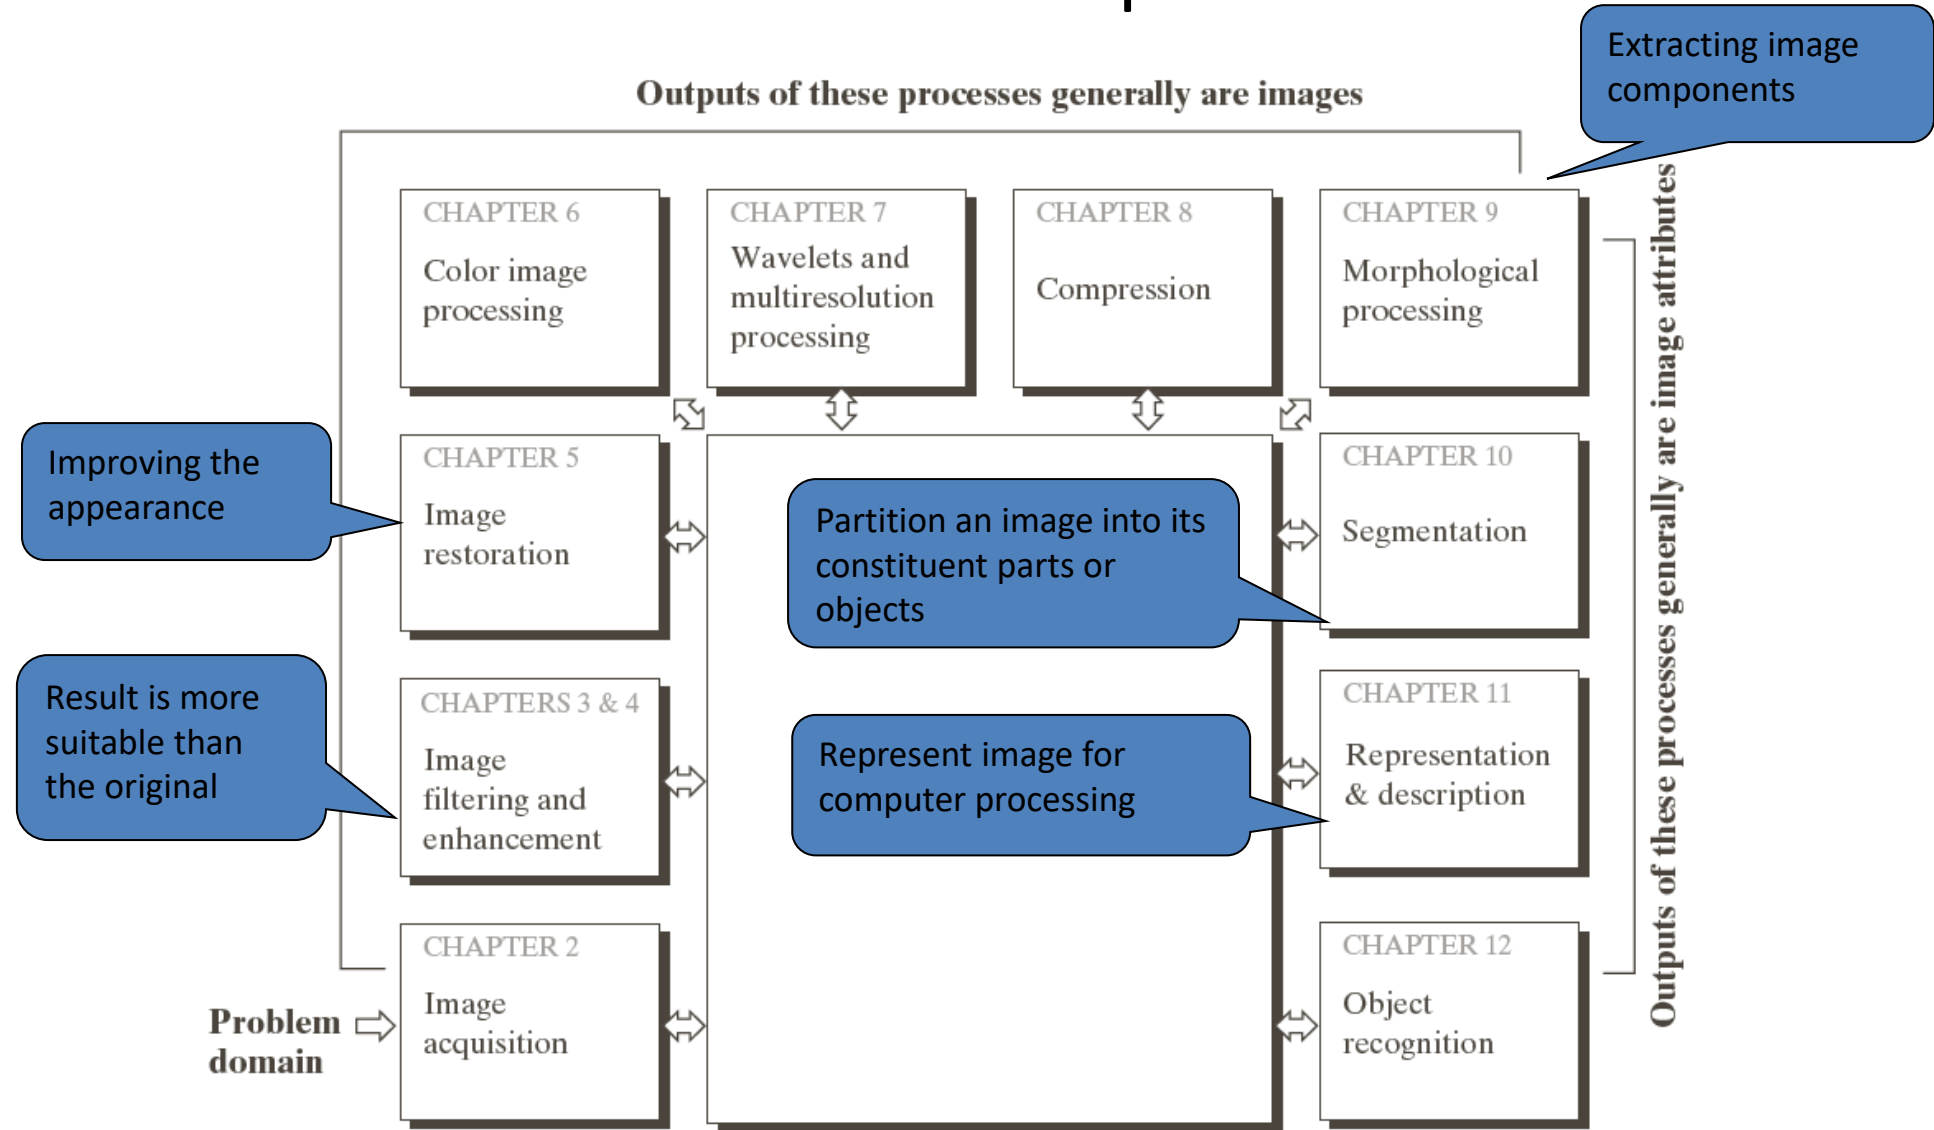 Extracting image
components
Outputs of these processes generally are images
CHAPTER 6
Color image
processing
CHAPTER 7
Wavelets and
multiresolution
processing
CHAPTER 8
Compression
CHAPTER 9
Morphological
processing
Outputs of these processes generally are image attributes
Improving the
appearance
CHAPTER 5
Image
restoration
Partition an image into its
constituent parts or
objects
CHAPTER 10
Segmentation
Result is more
suitable than
the original
CHAPTERS 3 & 4
Image
filtering and
enhancement
Represent image for
computer processing
CHAPTER 11
Representation
& description
Problem
domain
CHAPTER 2
Image
acquisition
CHAPTER 12
Object
recognition